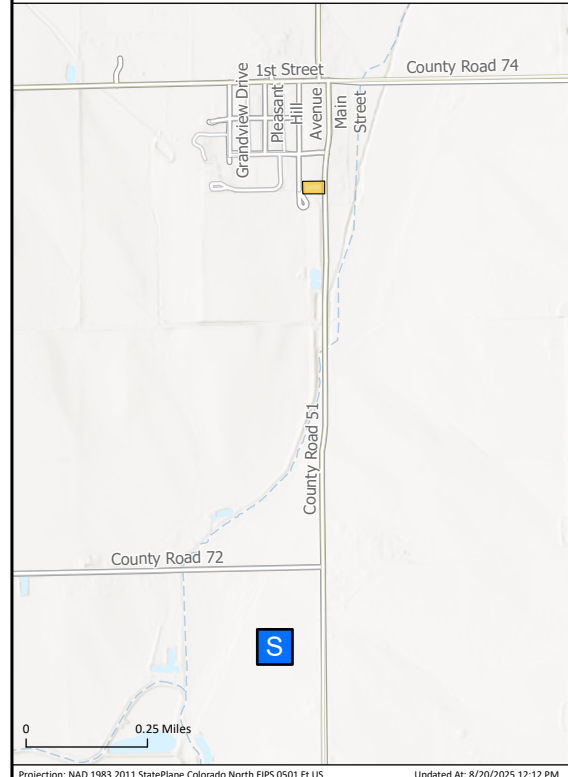 1st Street
County Road 74
Grandview Drive
Pleasant
Hill
Avenue
Main
Street
County Road 51
County Road 72
S
0
0.25 Miles
Projection: NAD 1983 2011 StatePlane Colorado North FIPS 0501 Ft US
Updated At: 8/20/2025 12:12 PM